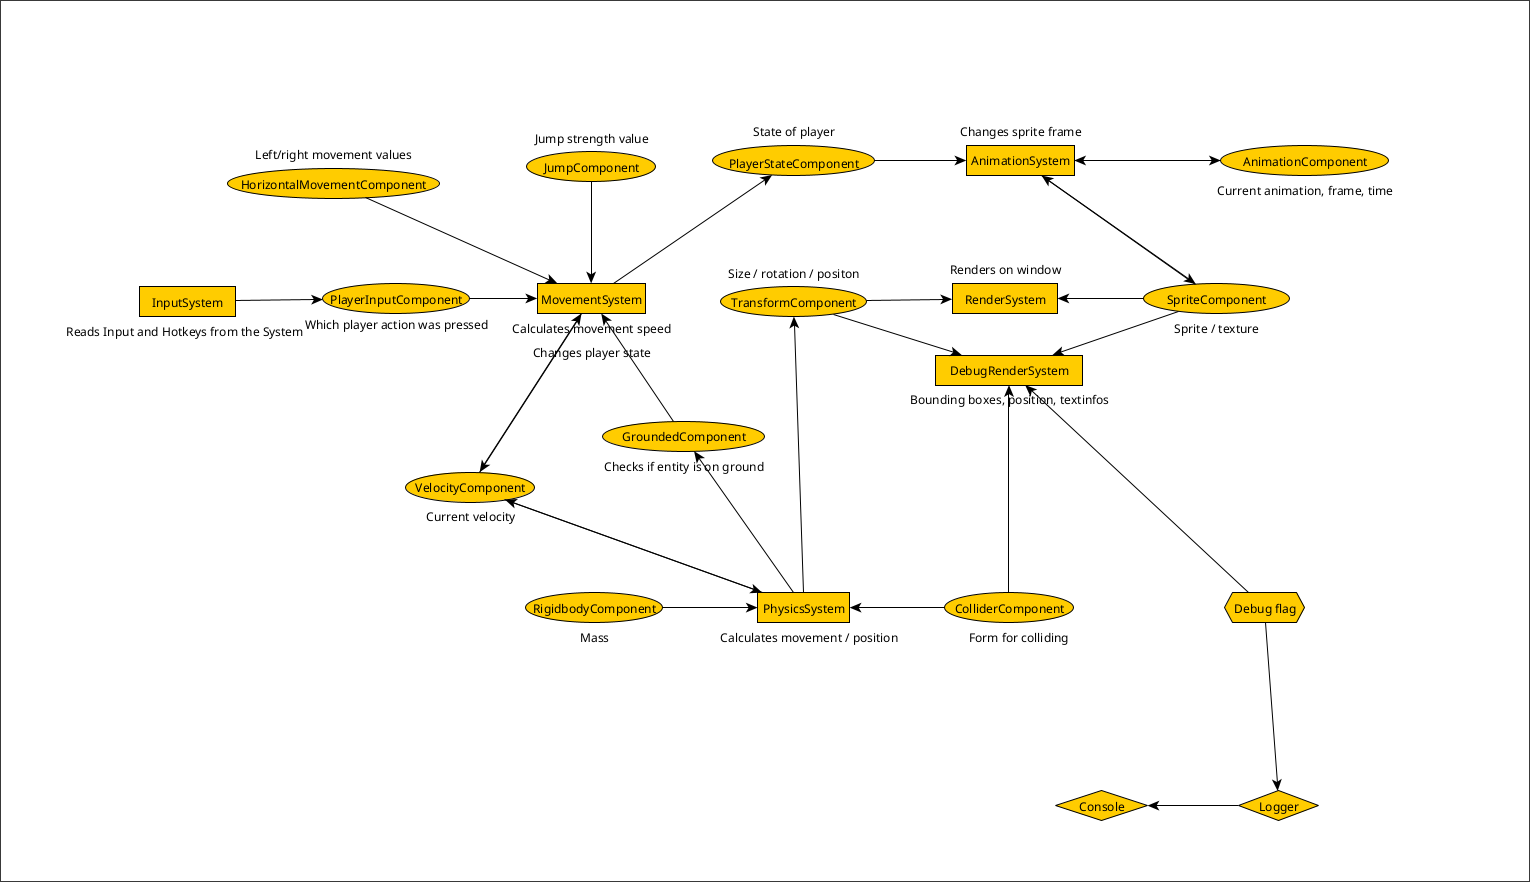 State of player
Changes sprite frame
Jump strength value
Left/right movement values
PlayerStateComponent
AnimationSystem
AnimationComponent
JumpComponent
HorizontalMovementComponent
Current animation, frame, time
Size / rotation / positon
Renders on window
InputSystem
PlayerInputComponent
MovementSystem
TransformComponent
RenderSystem
SpriteComponent
Reads Input and Hotkeys from the System
Which player action was pressed
Calculates movement speed
Sprite / texture
Changes player state
DebugRenderSystem
Bounding boxes, position, textinfos
GroundedComponent
Checks if entity is on ground
VelocityComponent
Current velocity
RigidbodyComponent
PhysicsSystem
ColliderComponent
Debug flag
Mass
Calculates movement / position
Form for colliding
Console
Logger